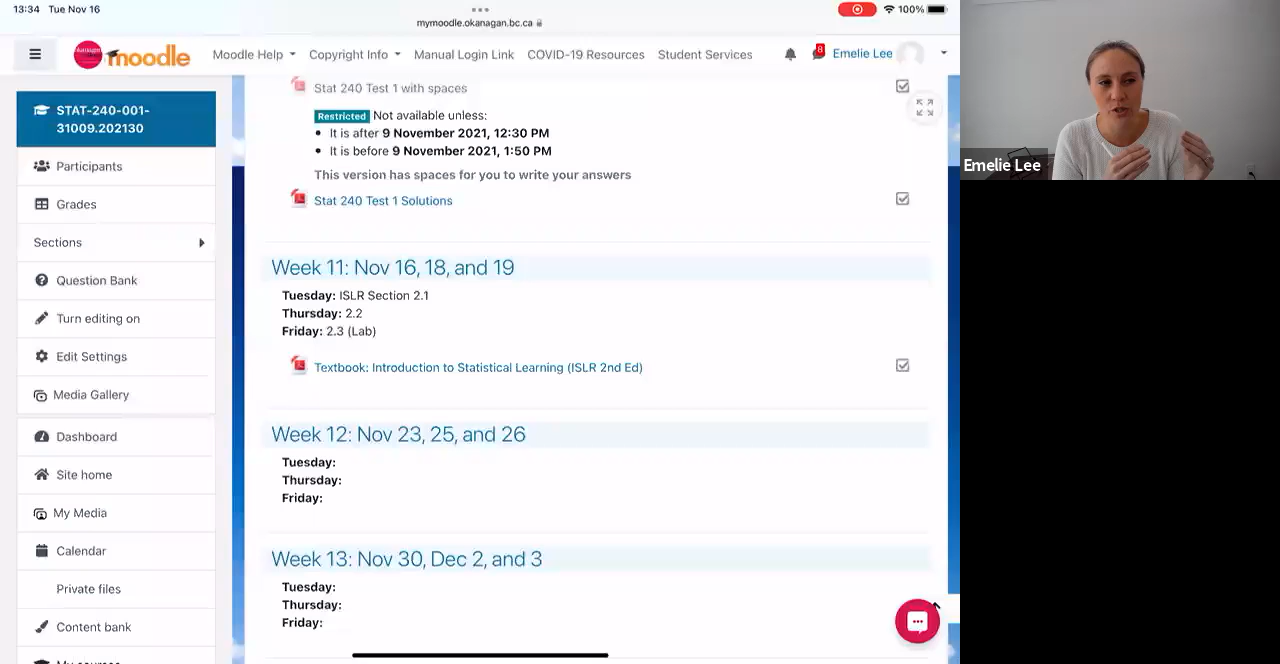 13:34 Tue Nov 16
mymoodle.okanagan.bc.ca
100%
okanagan
moodle
Moodle Help
Copyright Info
Manual Login Link
COVID-19 Resources
Student Services
8
Emelie Lee
STAT-240-001-
31009.202130
Participants
Grades
Sections
Question Bank
Turn editing on
Edit Settings
Media Gallery
Dashboard
Site home
My Media
Calendar
Private files
Content bank
My courses
Stat 240 Test 1 with spaces
Restricted Not available unless:
• It is after 9 November 2021, 12:30 PM
• It is before 9 November 2021, 1:50 PM
This version has spaces for you to write your answers
Stat 240 Test 1 Solutions
Week 11: Nov 16, 18, and 19
Tuesday: ISLR Section 2.1
Thursday: 2.2
Friday: 2.3 (Lab)
Textbook: Introduction to Statistical Learning (ISLR 2nd Ed)
Week 12: Nov 23, 25, and 26
Tuesday:
Thursday:
Friday:
Week 13: Nov 30, Dec 2, and 3
Tuesday:
Thursday:
Friday:
Emelie Lee